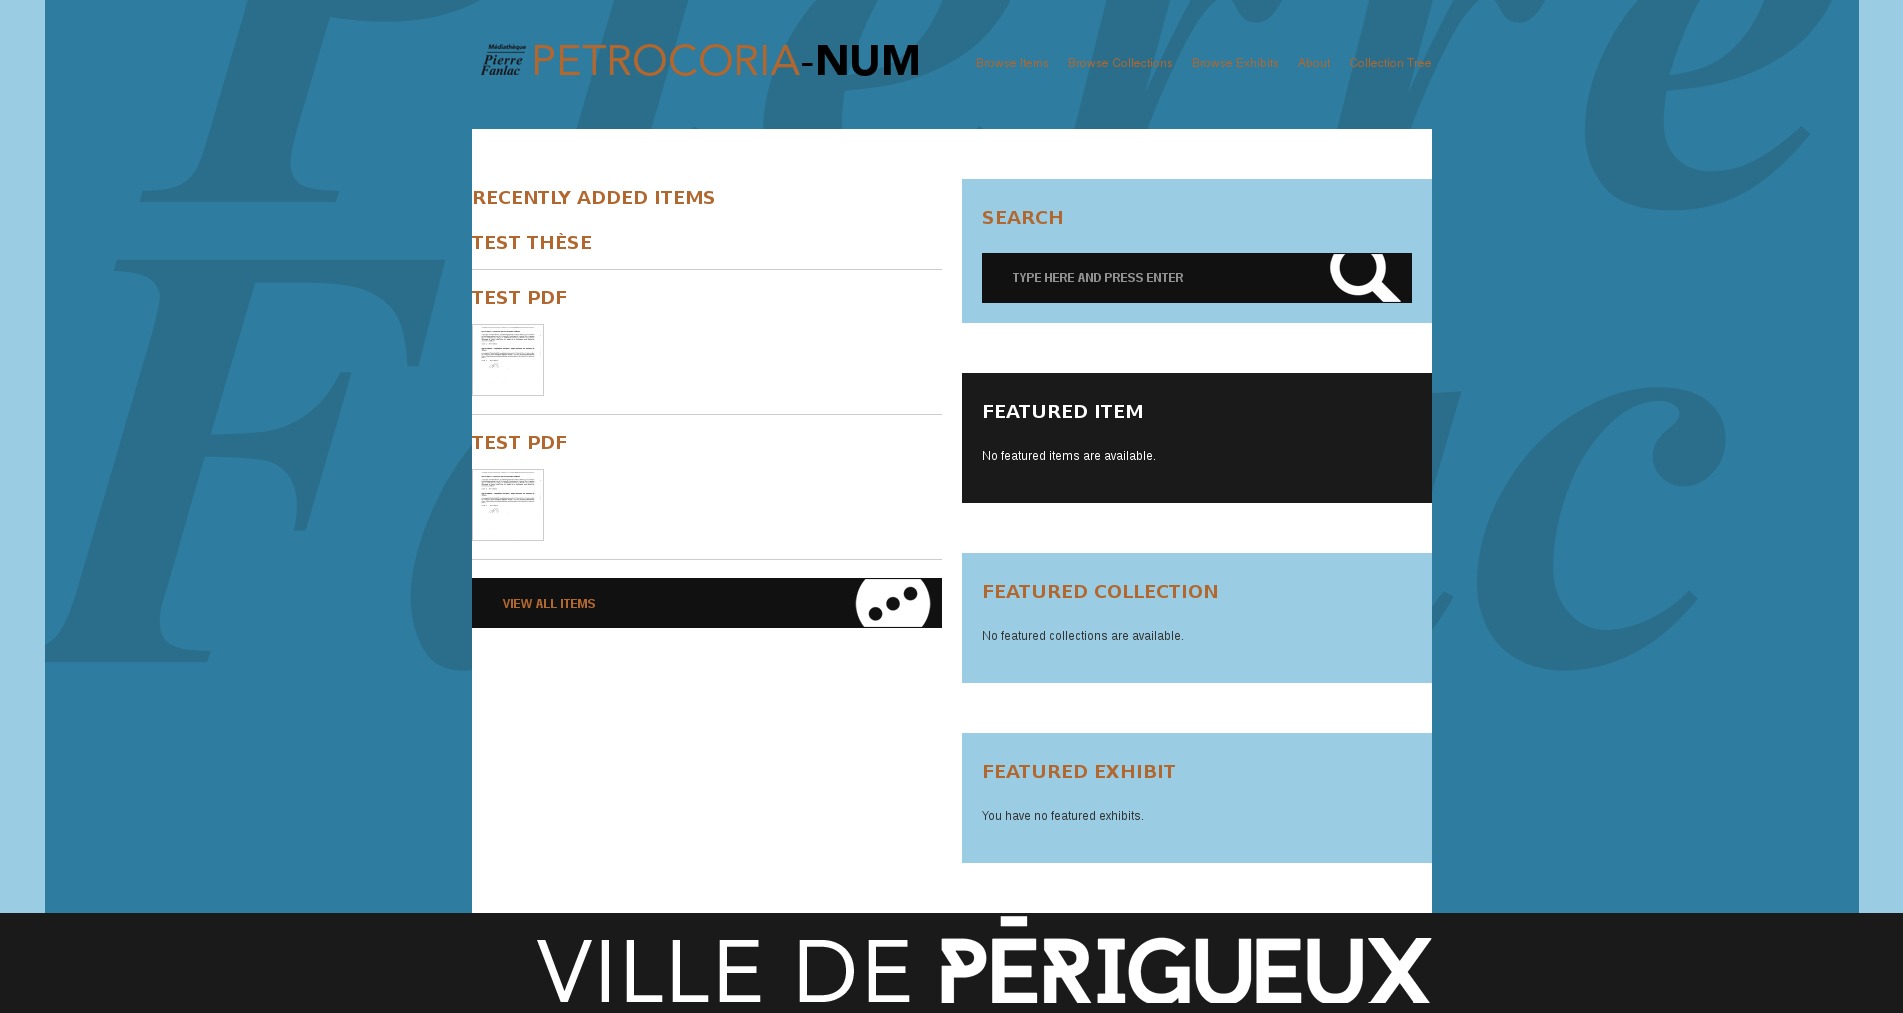 Médiathèque
Pierre
Fanlac
PETROCORIA-NUM
Browse Items Browse Collections Browse Exhibits About Collection Tree
RECENTLY ADDED ITEMS
TEST THÈSE
TEST PDF
TEST PDF
VIEW ALL ITEMS
SEARCH
TYPE HERE AND PRESS ENTER
FEATURED ITEM
No featured items are available.
FEATURED COLLECTION
No featured collections are available.
FEATURED EXHIBIT
You have no featured exhibits.
VILLE DE PÉRIGUEUX